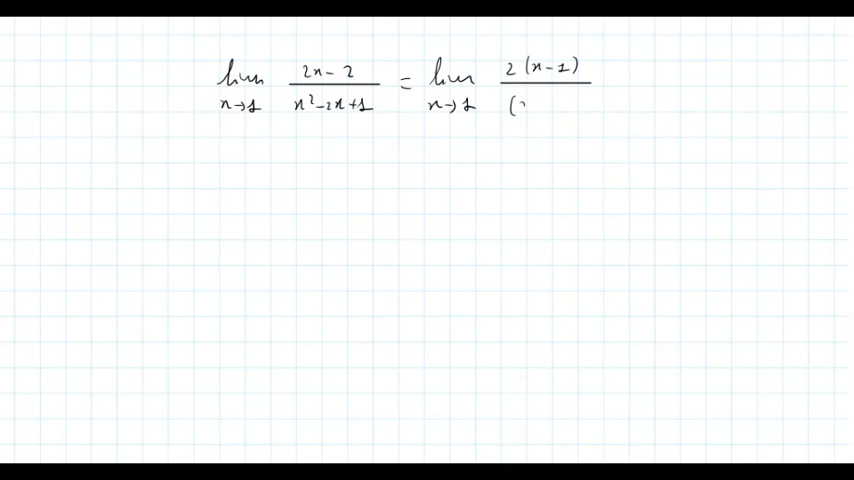 lim 2x - 2 = lim 2 (x - 1)
x→1 x² - 2x + 1 x→1 (